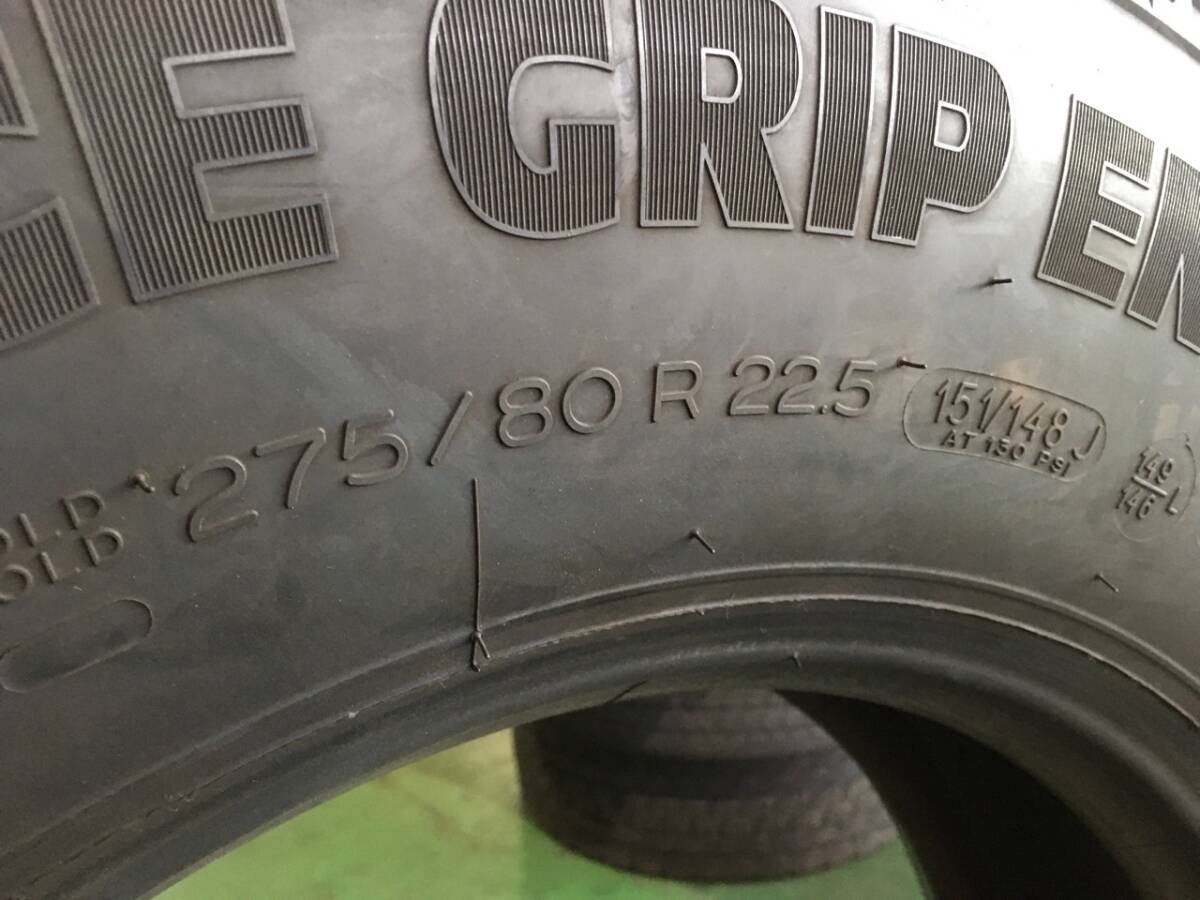 E GRIP EN
275/80 R 22.5
151/148 J
AT 130 PSI
149
146 L